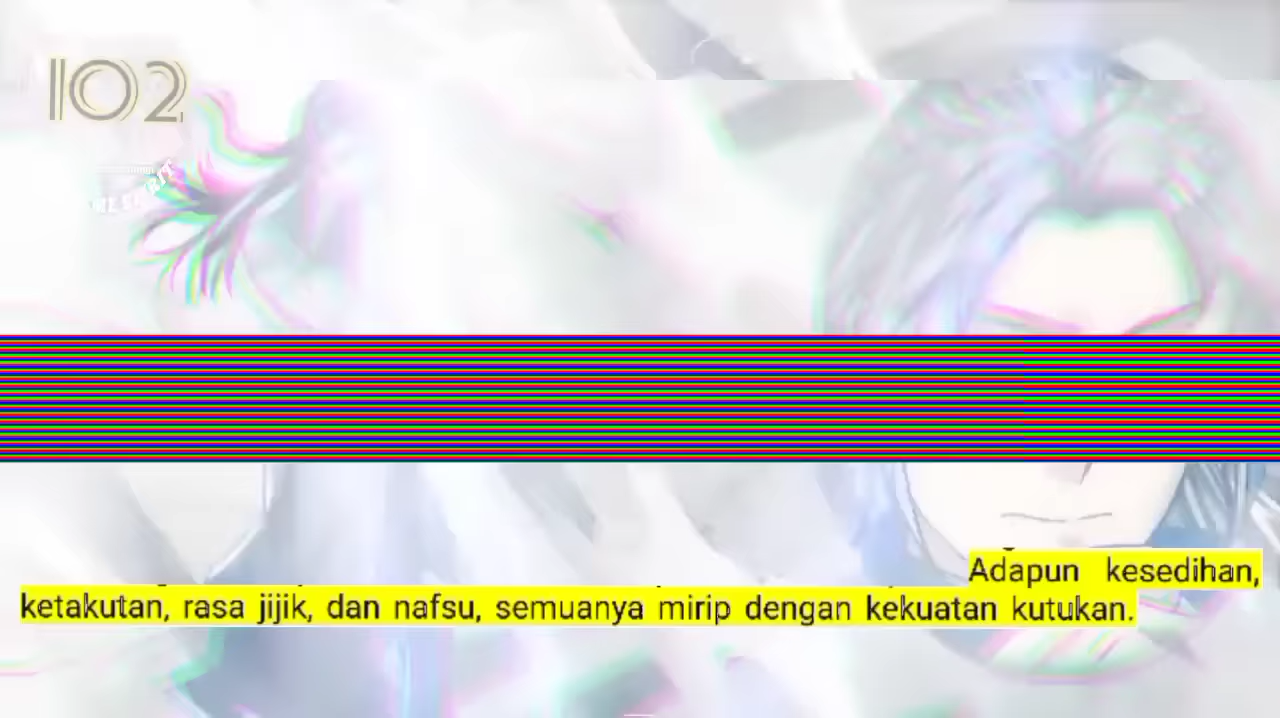 102
Adapun kesedihan,
ketakutan, rasa jijik, dan nafsu, semuanya mirip dengan kekuatan kutukan.